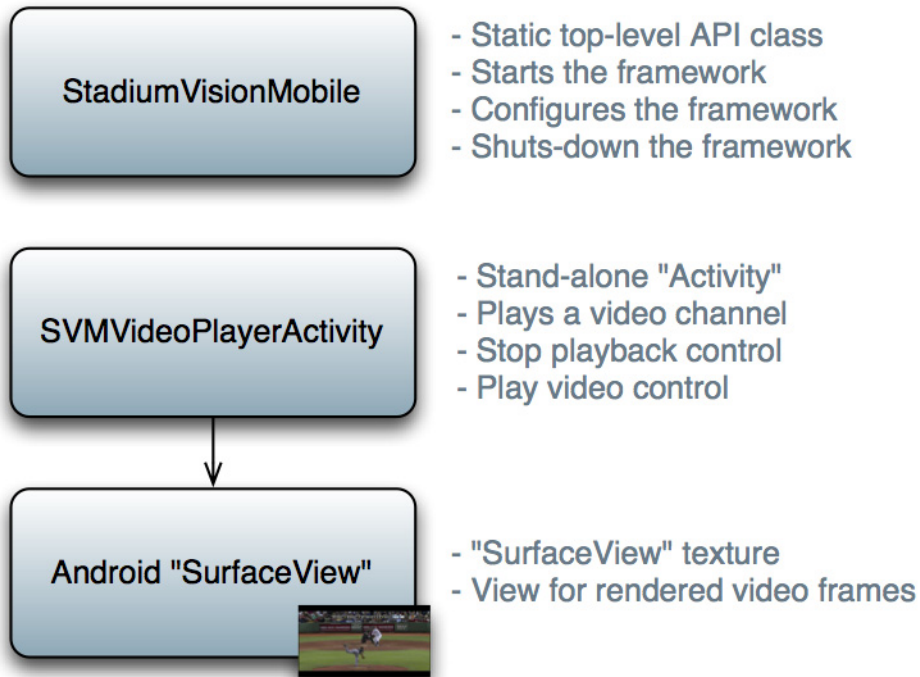 StadiumVisionMobile
- Static top-level API class
- Starts the framework
- Configures the framework
- Shuts-down the framework
SVMVideoPlayerActivity
- Stand-alone "Activity"
- Plays a video channel
- Stop playback control
- Play video control
Android "SurfaceView"
- "SurfaceView" texture
- View for rendered video frames